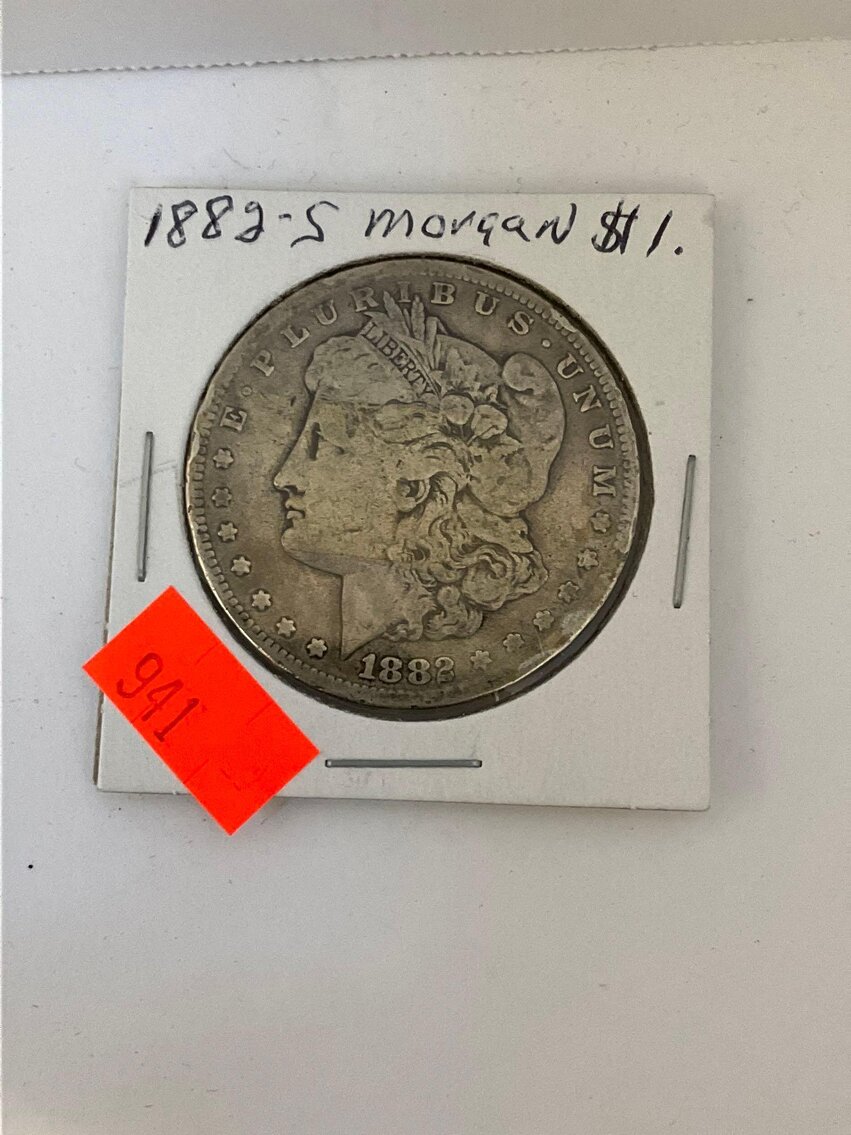 1882-S morgaN $1.
E · PLURIBUS · UNUM
LIBERTY
1882
941